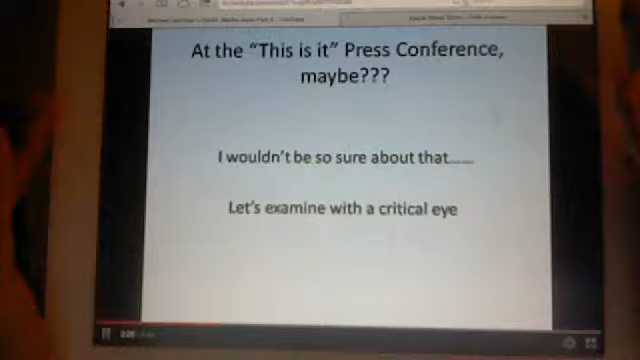 At the “This is it” Press Conference,
maybe???
I wouldn't be so sure about that......
Let's examine with a critical eye